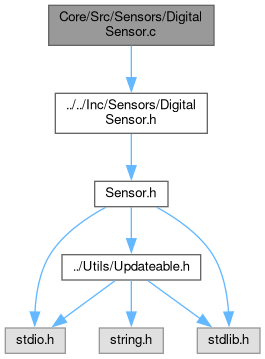 Core/Src/Sensors/Digital
Sensor.c
../../Inc/Sensors/Digital
Sensor.h
Sensor.h
../Utils/Updateable.h
stdio.h
string.h
stdlib.h